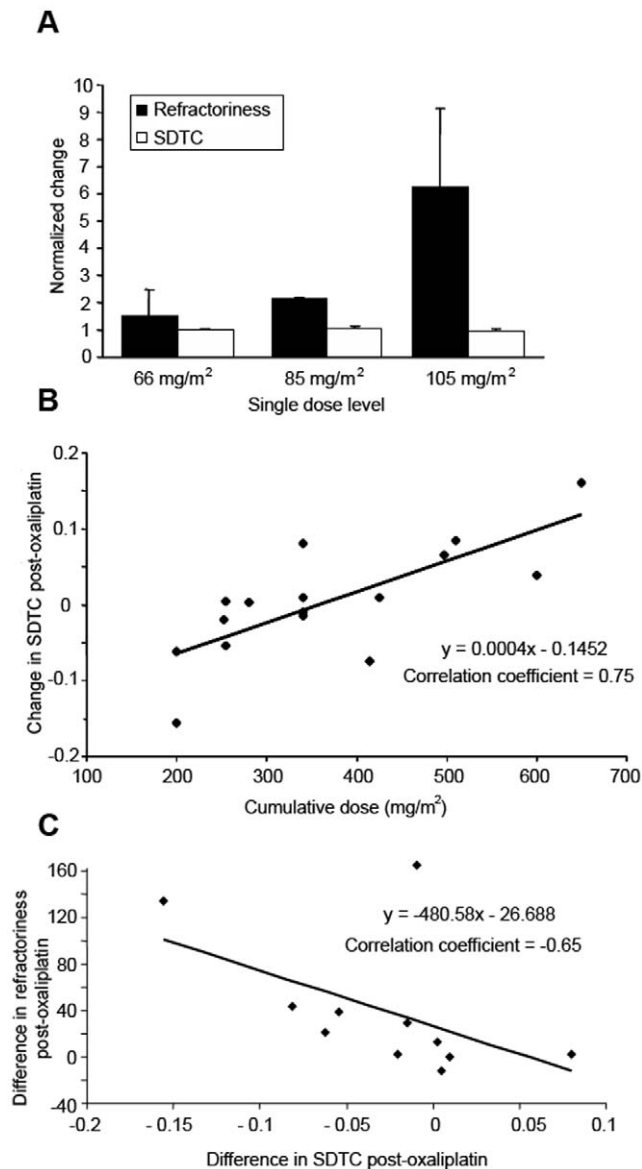 A
10
9
8
7
6
5
4
3
2
1
0
Normalized change
Refractoriness
SDTC
66 mg/m²
85 mg/m²
105 mg/m²
Single dose level
B
0.2
0.1
0
-0.1
-0.2
Change in SDTC post-oxaliplatin
y = 0.0004x - 0.1452
Correlation coefficient = 0.75
100
200
300
400
500
600
700
Cumulative dose (mg/m²)
C
160
120
80
40
0
-40
Difference in refractoriness
post-oxaliplatin
y = -480.58x - 26.688
Correlation coefficient = -0.65
-0.2
- 0.15
- 0.1
- 0.05
0
0.05
0.1
Difference in SDTC post-oxaliplatin